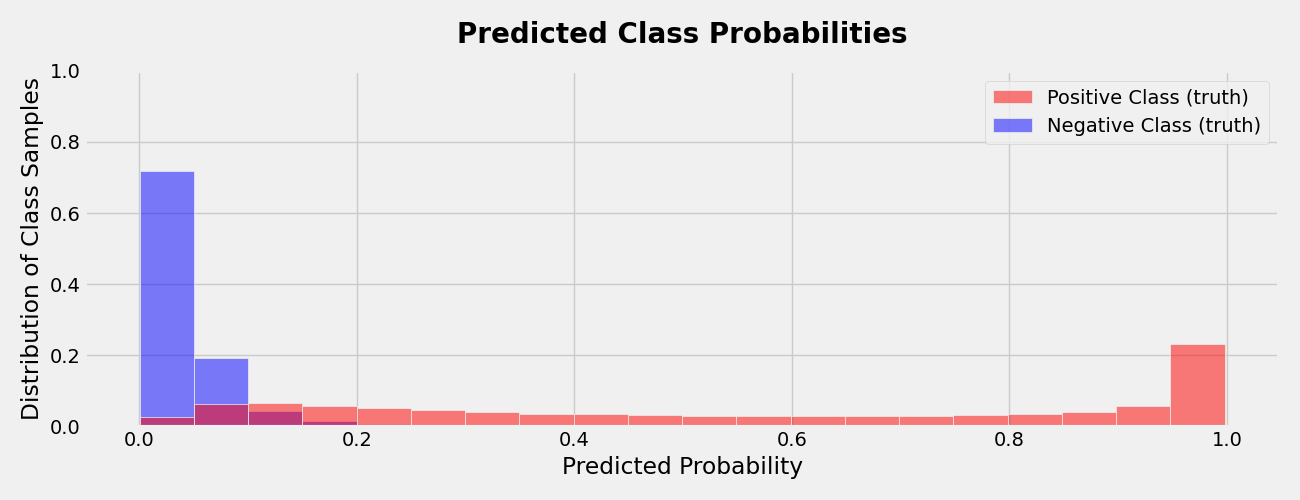 Predicted Class Probabilities
Distribution of Class Samples
1.0
0.8
0.6
0.4
0.2
0.0
Positive Class (truth)
Negative Class (truth)
0.0 0.2 0.4 0.6 0.8 1.0
Predicted Probability